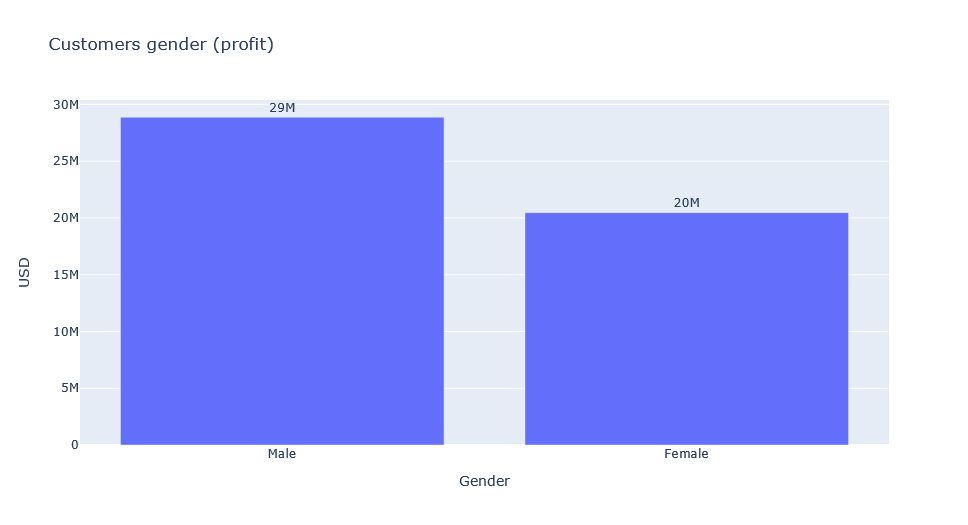 Customers gender (profit)
30M
25M
20M
15M
10M
5M
0
USD
29M
20M
Male
Female
Gender